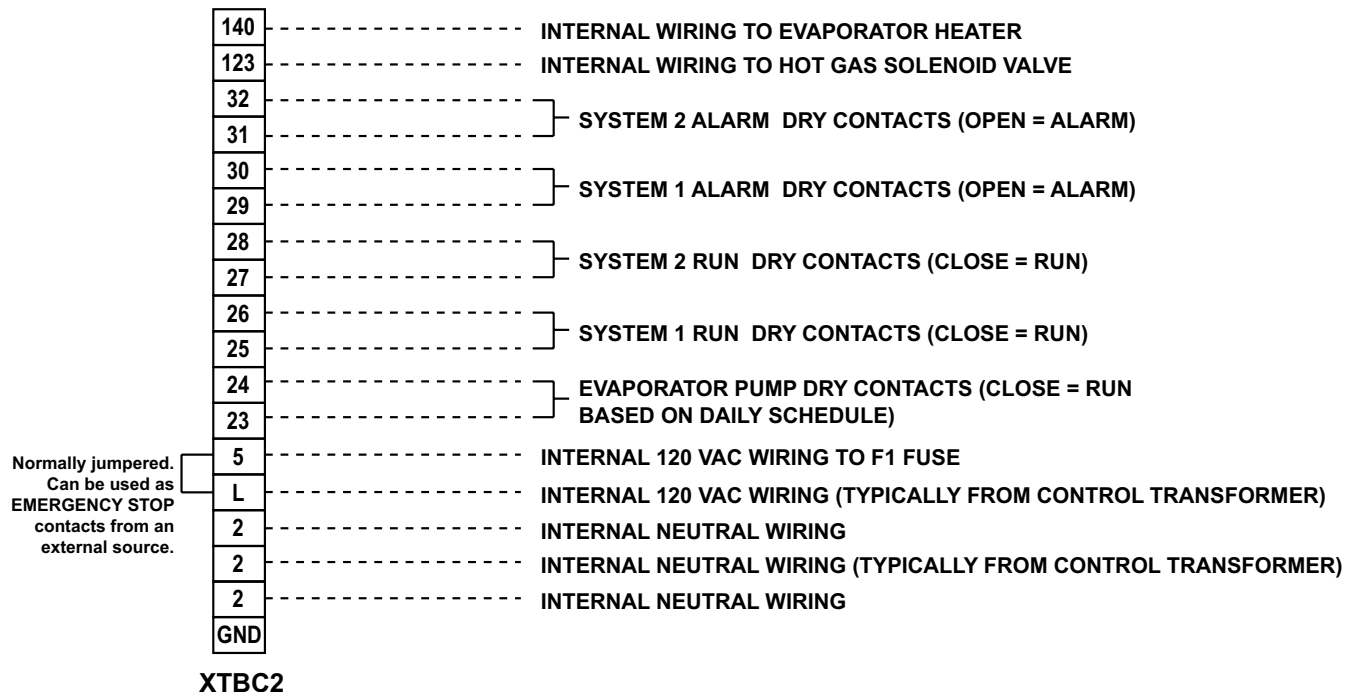 140 INTERNAL WIRING TO EVAPORATOR HEATER
123 INTERNAL WIRING TO HOT GAS SOLENOID VALVE
32
SYSTEM 2 ALARM DRY CONTACTS (OPEN = ALARM)
31
30
SYSTEM 1 ALARM DRY CONTACTS (OPEN = ALARM)
29
28
SYSTEM 2 RUN DRY CONTACTS (CLOSE = RUN)
27
26
SYSTEM 1 RUN DRY CONTACTS (CLOSE = RUN)
25
24
EVAPORATOR PUMP DRY CONTACTS (CLOSE = RUN
BASED ON DAILY SCHEDULE)
23
Normally jumpered.
Can be used as
EMERGENCY STOP
contacts from an
external source.
5 INTERNAL 120 VAC WIRING TO F1 FUSE
L INTERNAL 120 VAC WIRING (TYPICALLY FROM CONTROL TRANSFORMER)
2 INTERNAL NEUTRAL WIRING
2 INTERNAL NEUTRAL WIRING (TYPICALLY FROM CONTROL TRANSFORMER)
2 INTERNAL NEUTRAL WIRING
GND
XTBC2